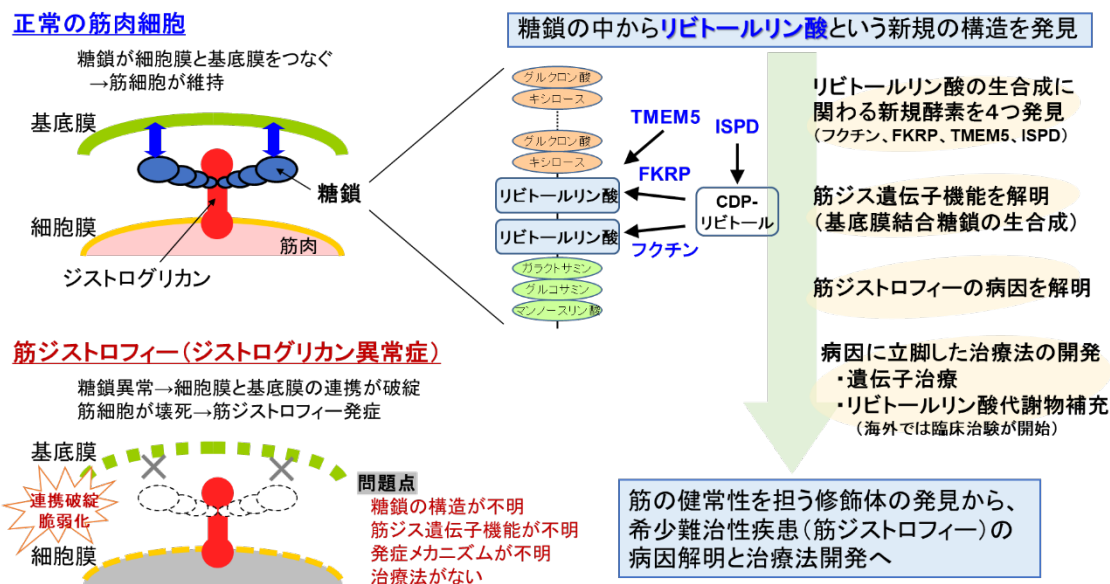 正常の筋肉細胞
糖鎖が細胞膜と基底膜をつなぐ
→筋細胞が維持
基底膜
糖鎖
細胞膜
筋肉
ジストログリカン
筋ジストロフィー(ジストログリカン異常症)
糖鎖異常→細胞膜と基底膜の連携が破綻
筋細胞が壊死→筋ジストロフィー発症
基底膜
連携破綻
脆弱化
細胞膜
問題点
糖鎖の構造が不明
筋ジス遺伝子機能が不明
発症メカニズムが不明
治療法がない
糖鎖の中からリビトールリン酸という新規の構造を発見
グルクロン酸
キシロース
グルクロン酸
キシロース
リビトールリン酸
リビトールリン酸
ガラクトサミン
グルコサミン
マンノースリン酸
TMEM5
ISPD
FKRP
CDP-
リビトール
フクチン
リビトールリン酸の生合成に
関わる新規酵素を4つ発見
(フクチン、FKRP、TMEM5、ISPD)
筋ジス遺伝子機能を解明
(基底膜結合糖鎖の生合成)
筋ジストロフィーの病因を解明
病因に立脚した治療法の開発
・遺伝子治療
・リビトールリン酸代謝物補充
(海外では臨床治験が開始)
筋の健常性を担う修飾体の発見から、
希少難治性疾患(筋ジストロフィー)の
病因解明と治療法開発へ